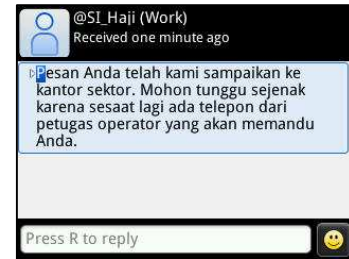 @SI_Haji (Work)
Received one minute ago
Pesan Anda telah kami sampaikan ke
kantor sektor. Mohon tunggu sejenak
karena sesaat lagi ada telepon dari
petugas operator yang akan memandu
Anda.
Press R to reply